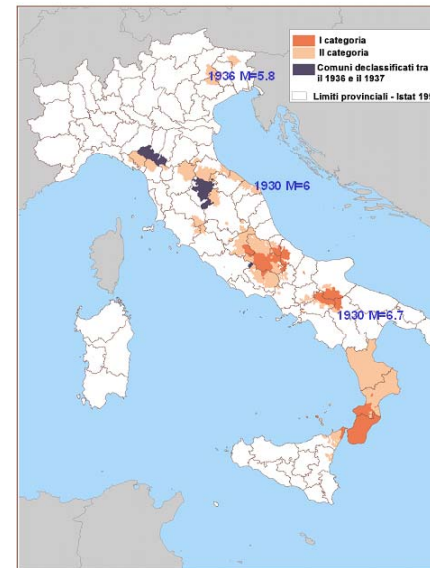 I categoria
II categoria
Comuni declassificati tra
il 1936 e il 1937
Limiti provinciali - Istat 199
1936 M=5.8
1930 M=6
1930 M=6.7